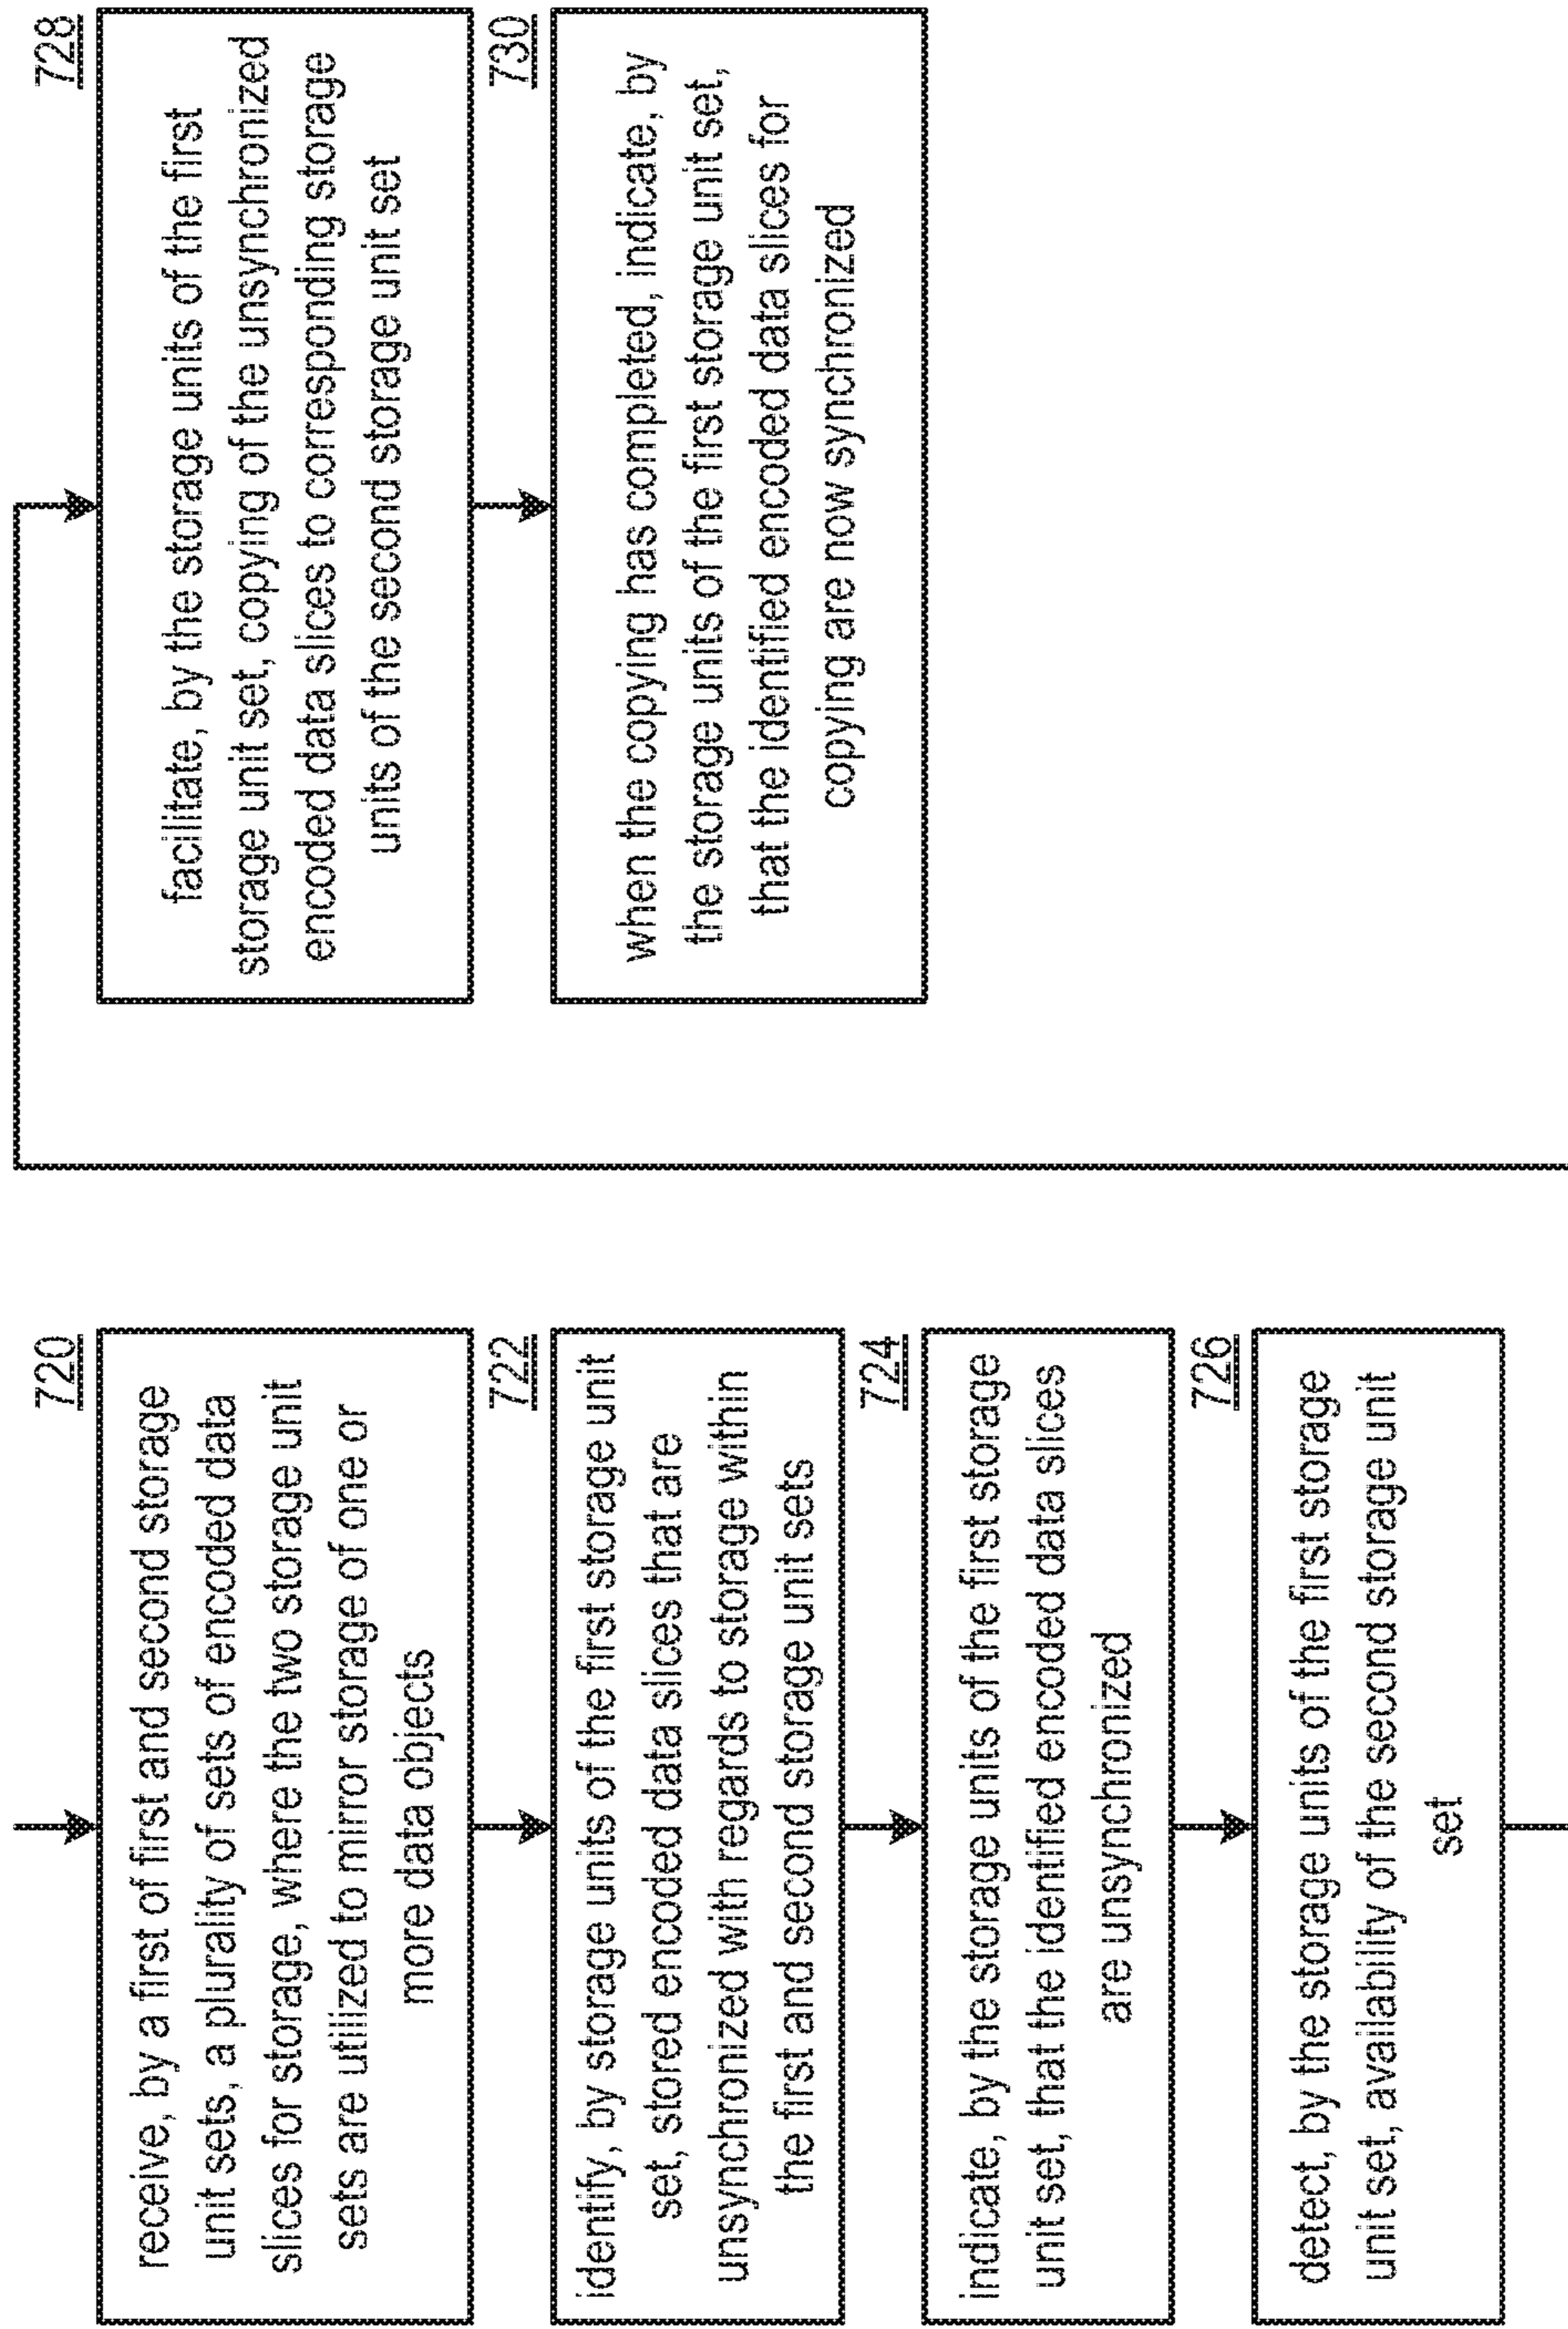 720
receive, by a first of first and second storage
unit sets, a plurality of sets of encoded data
slices for storage, where the two storage unit
sets are utilized to mirror storage of one or
more data objects
722
identify, by storage units of the first storage unit
set, stored encoded data slices that are
unsynchronized with regards to storage within
the first and second storage unit sets
724
indicate, by the storage units of the first storage
unit set, that the identified encoded data slices
are unsynchronized
726
detect, by the storage units of the first storage
unit set, availability of the second storage unit
set
728
facilitate, by the storage units of the first
storage unit set, copying of the unsynchronized
encoded data slices to corresponding storage
units of the second storage unit set
730
when the copying has completed, indicate, by
the storage units of the first storage unit set,
that the identified encoded data slices for
copying are now synchronized